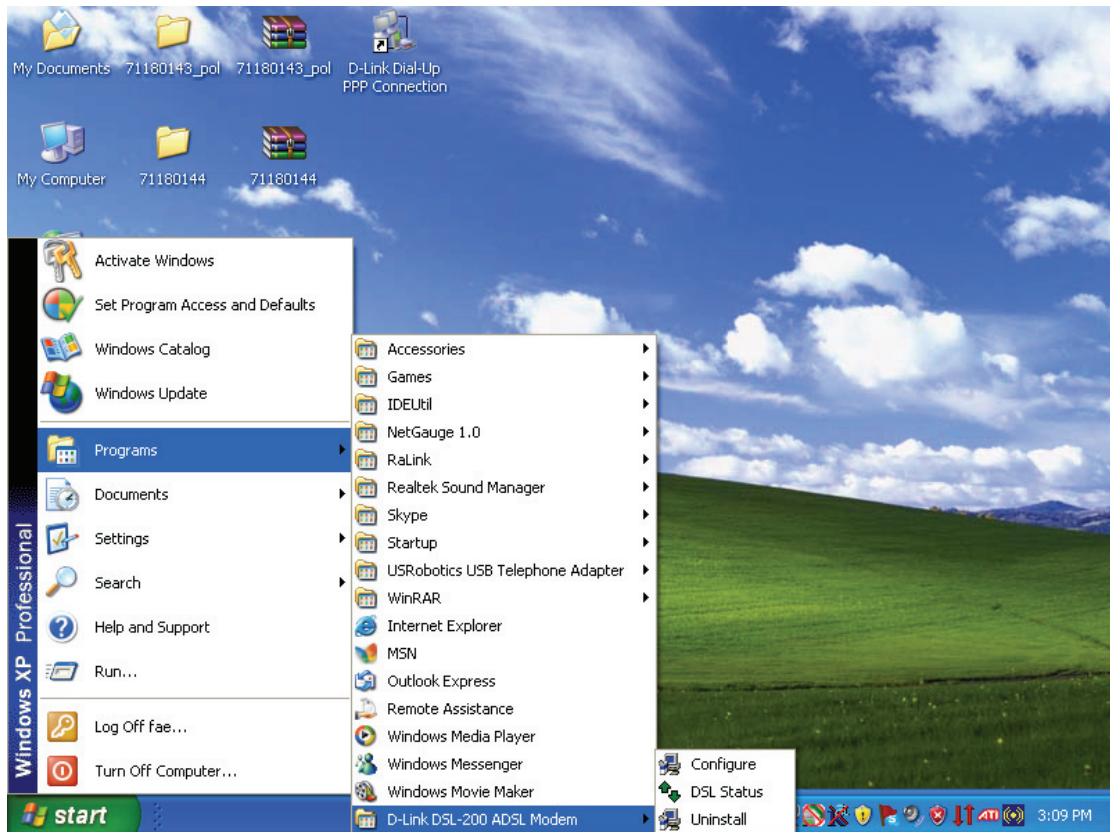 My Documents
71180143_pol
71180143_pol
D-Link Dial-Up
PPP Connection
My Computer
71180144
71180144
Windows XP Professional
Activate Windows
Set Program Access and Defaults
Windows Catalog
Windows Update
Programs
Documents
Settings
Search
Help and Support
Run...
Log Off fae...
Turn Off Computer...
Accessories
Games
IDEUtil
NetGauge 1.0
RaLink
Realtek Sound Manager
Skype
Startup
USRobotics USB Telephone Adapter
WinRAR
Internet Explorer
MSN
Outlook Express
Remote Assistance
Windows Media Player
Windows Messenger
Windows Movie Maker
D-Link DSL-200 ADSL Modem
Configure
DSL Status
Uninstall
start
ATI
3:09 PM